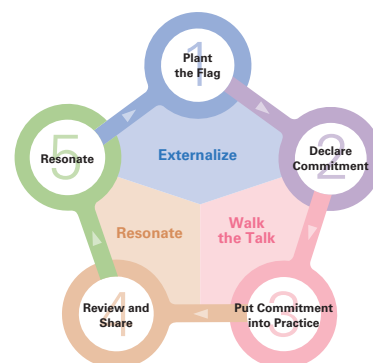 1
Plant
the Flag
5
Resonate
Externalize
2
Declare
Commitment
Resonate
Walk
the Talk
4
Review and
Share
3
Put Commitment
into Practice